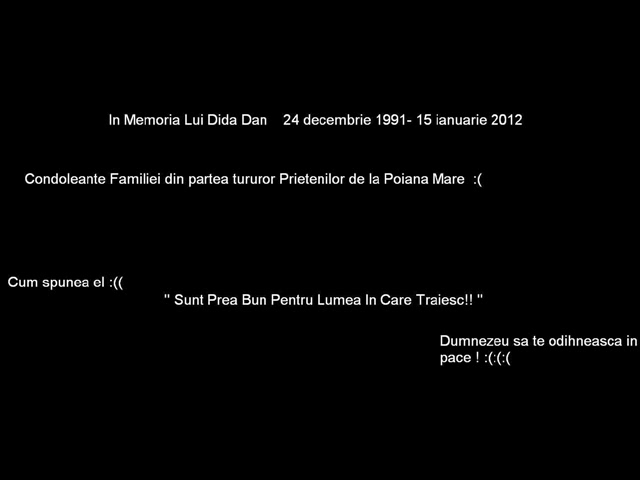 In Memoria Lui Dida Dan    24 decembrie 1991- 15 ianuarie 2012
Condoleante Familiei din partea tururor Prietenilor de la Poiana Mare  :(
Cum spunea el :((
" Sunt Prea Bun Pentru Lumea In Care Traiesc!! "
Dumnezeu sa te odihneasca in
pace ! :(:(:(